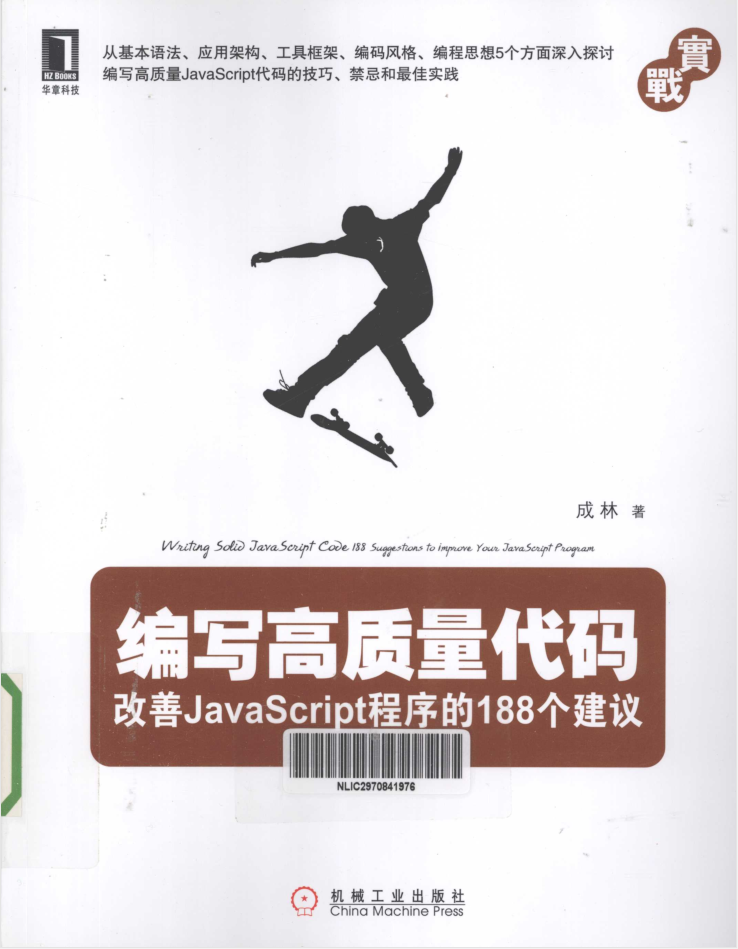 HZ BOOKS
华章科技
从基本语法、应用架构、工具框架、编码风格、编程思想5个方面深入探讨
编写高质量JavaScript代码的技巧、禁忌和最佳实践
實
戰
成 林 著
Writing Solid JavaScript Code 188 Suggestions to Improve Your JavaScript Program
编写高质量代码
改善JavaScript程序的188个建议
NLIC2970841976
机械工业出版社
China Machine Press